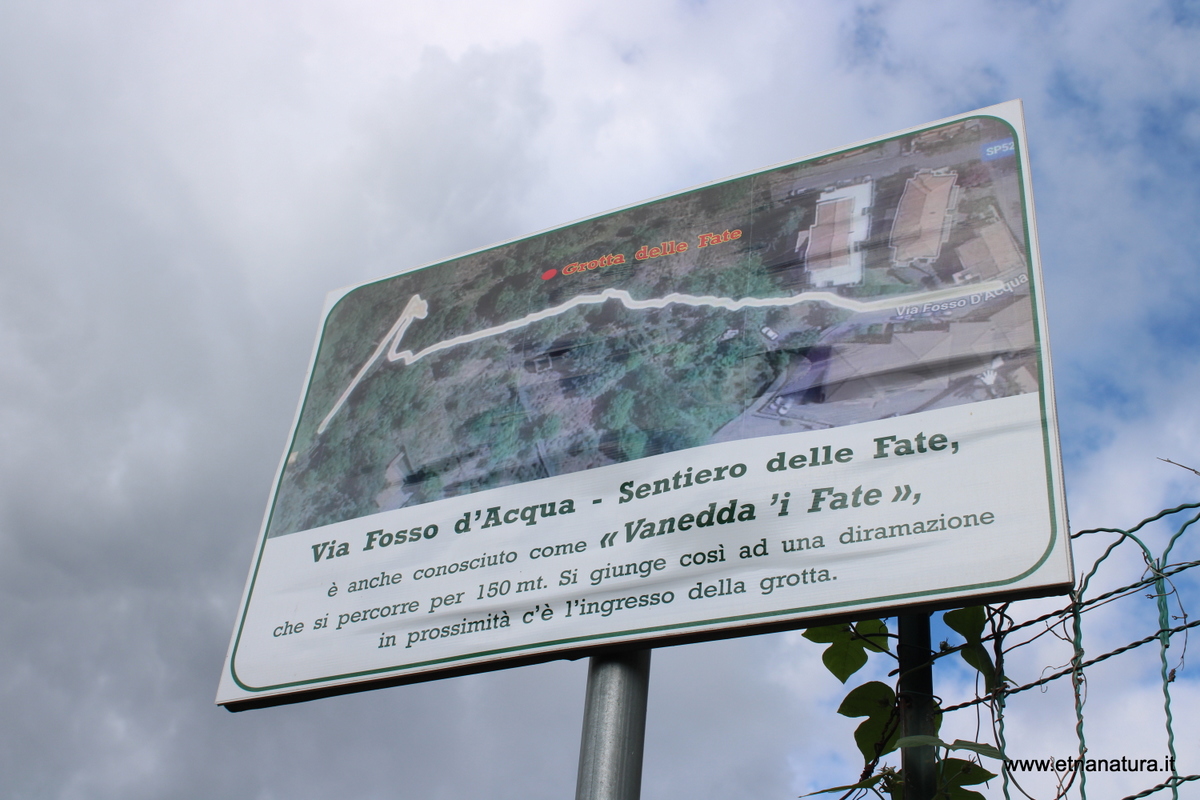 SP52
Grotta delle Fate
Via Fosso D'Acqua
Via Fosso d'Acqua - Sentiero delle Fate,
è anche conosciuto come «Vanedda 'i Fate»,
che si percorre per 150 mt. Si giunge così ad una diramazione
in prossimità c'è l'ingresso della grotta.
www.etnanatura.it